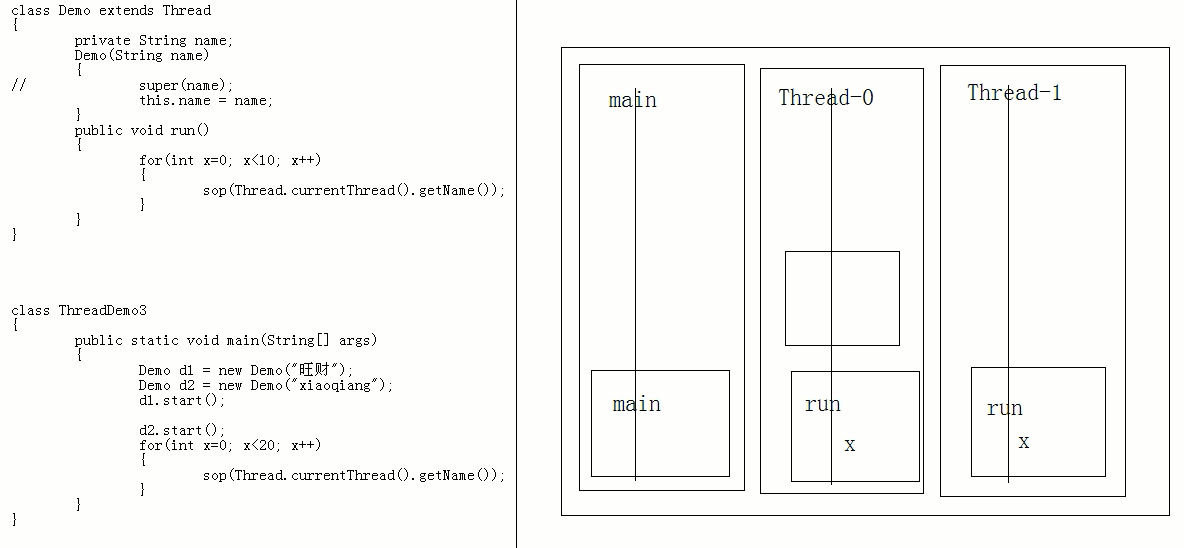 class Demo extends Thread
{
private String name;
Demo(String name)
{
// super(name);
this.name = name;
}
public void run()
{
for(int x=0; x<10; x++)
{
sop(Thread.currentThread().getName());
}
}
}
class ThreadDemo3
{
public static void main(String[] args)
{
Demo d1 = new Demo("旺财");
Demo d2 = new Demo("xiaoqiang");
d1.start();
d2.start();
for(int x=0; x<20; x++)
{
sop(Thread.currentThread().getName());
}
}
}
main
Thread-0
Thread-1
main
run
x
run
x